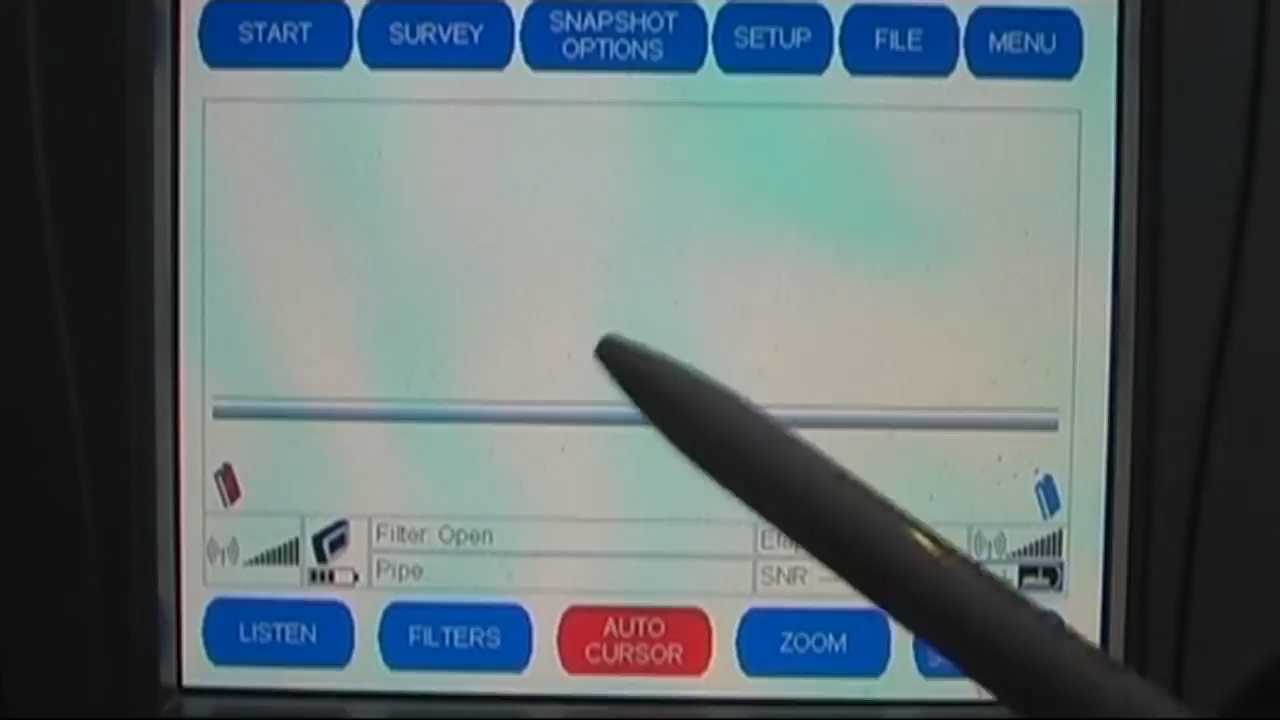 START
SURVEY
SNAPSHOT
OPTIONS
SETUP
FILE
MENU
Filter: Open
Pipe
SNR:
LISTEN
FILTERS
AUTO
CURSOR
ZOOM